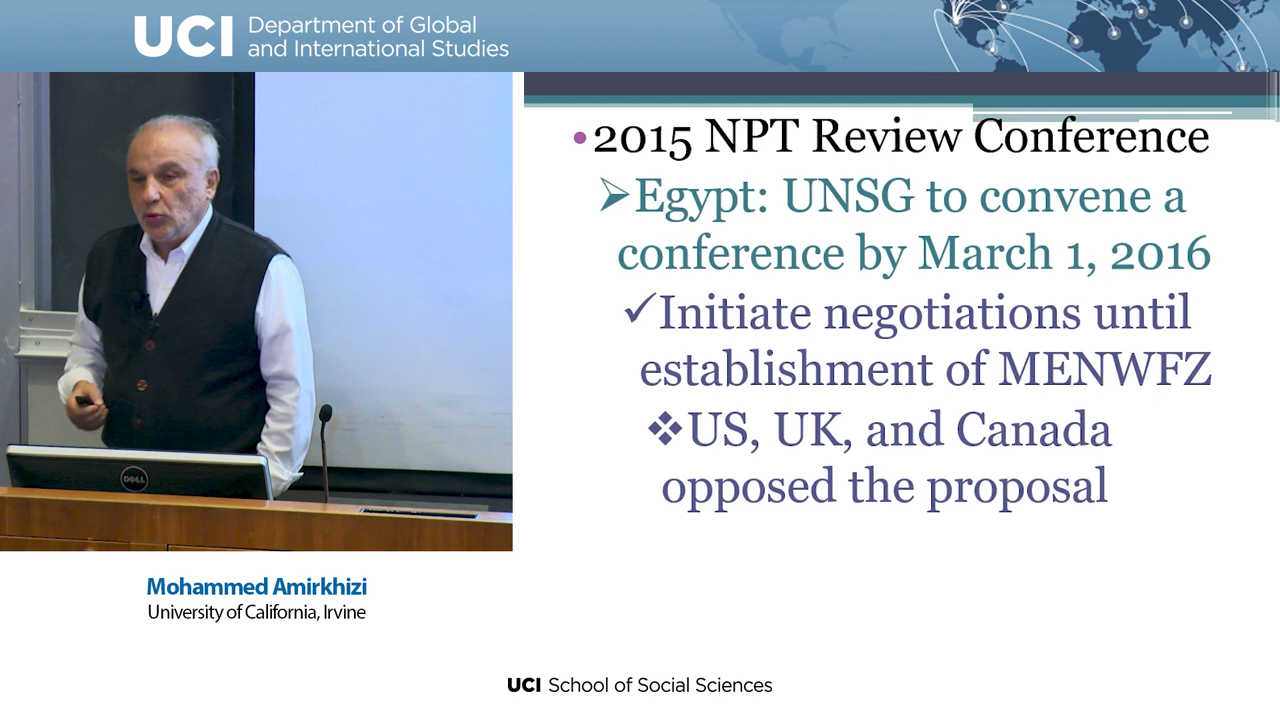 UCI Department of Global
and International Studies
•2015 NPT Review Conference
➢Egypt: UNSG to convene a
conference by March 1, 2016
✓Initiate negotiations until
establishment of MENWFZ
❖US, UK, and Canada
opposed the proposal
DELL
Mohammed Amirkhizi
University of California, Irvine
UCI School of Social Sciences